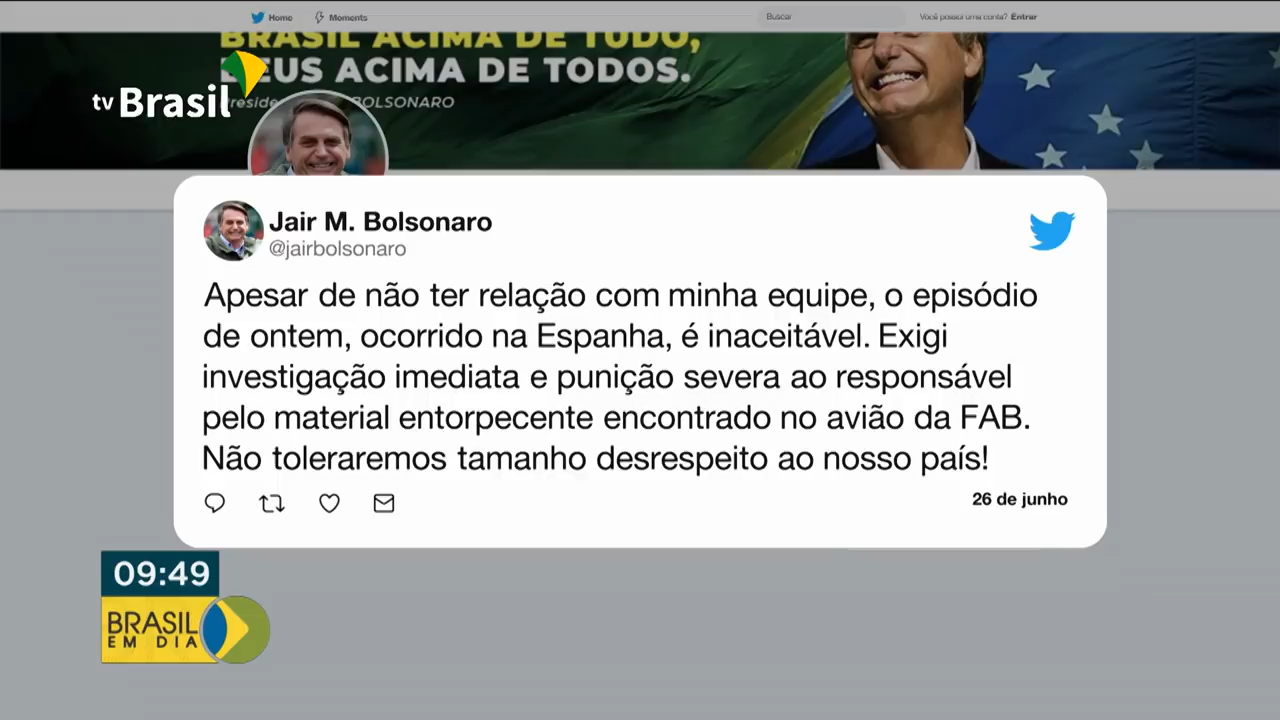 Home Moments Buscar Você possui uma conta? Entrar
BRASIL ACIMA DE TUDO,
DEUS ACIMA DE TODOS.
BOLSONARO
tv Brasil
Jair M. Bolsonaro
@jairbolsonaro
Apesar de não ter relação com minha equipe, o episódio
de ontem, ocorrido na Espanha, é inaceitável. Exigi
investigação imediata e punição severa ao responsável
pelo material entorpecente encontrado no avião da FAB.
Não toleraremos tamanho desrespeito ao nosso país!
26 de junho
09:49
BRASIL
EM DIA